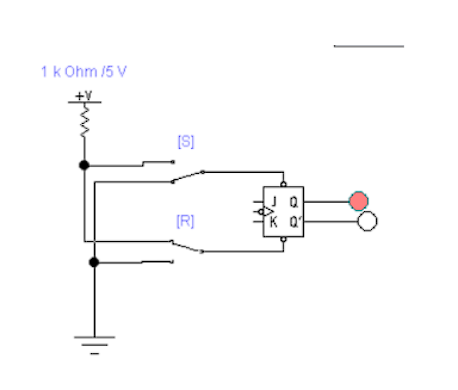 1 k Ohm /5 V
+V
[S]
J Q
[R]
K Q'